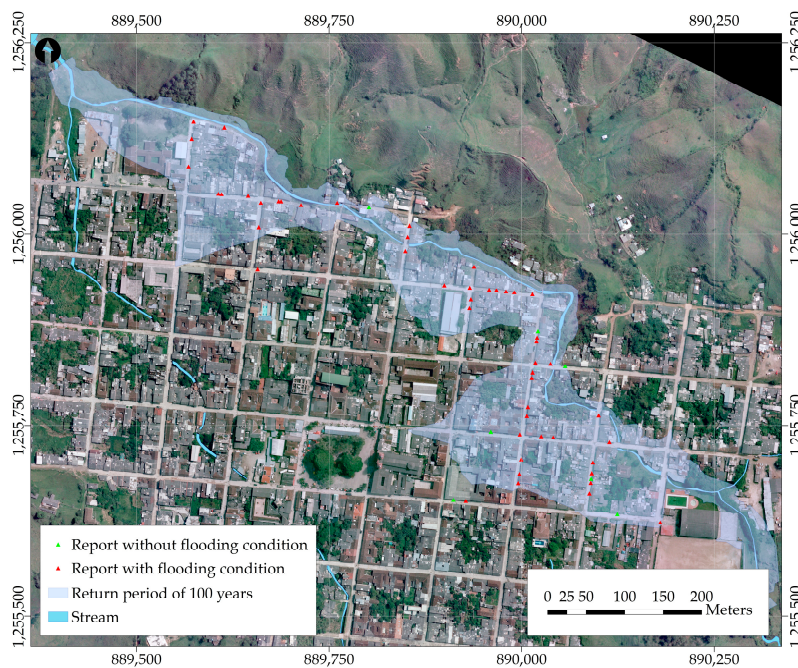 889,500 889,750 890,000 890,250
1,256,250 1,256,250
1,256,000 1,256,000
1,255,750 1,255,750
1,255,500 1,255,500
Report without flooding condition
Report with flooding condition
Return period of 100 years
Stream
0 25 50 100 150 200
Meters
889,500 889,750 890,000 890,250